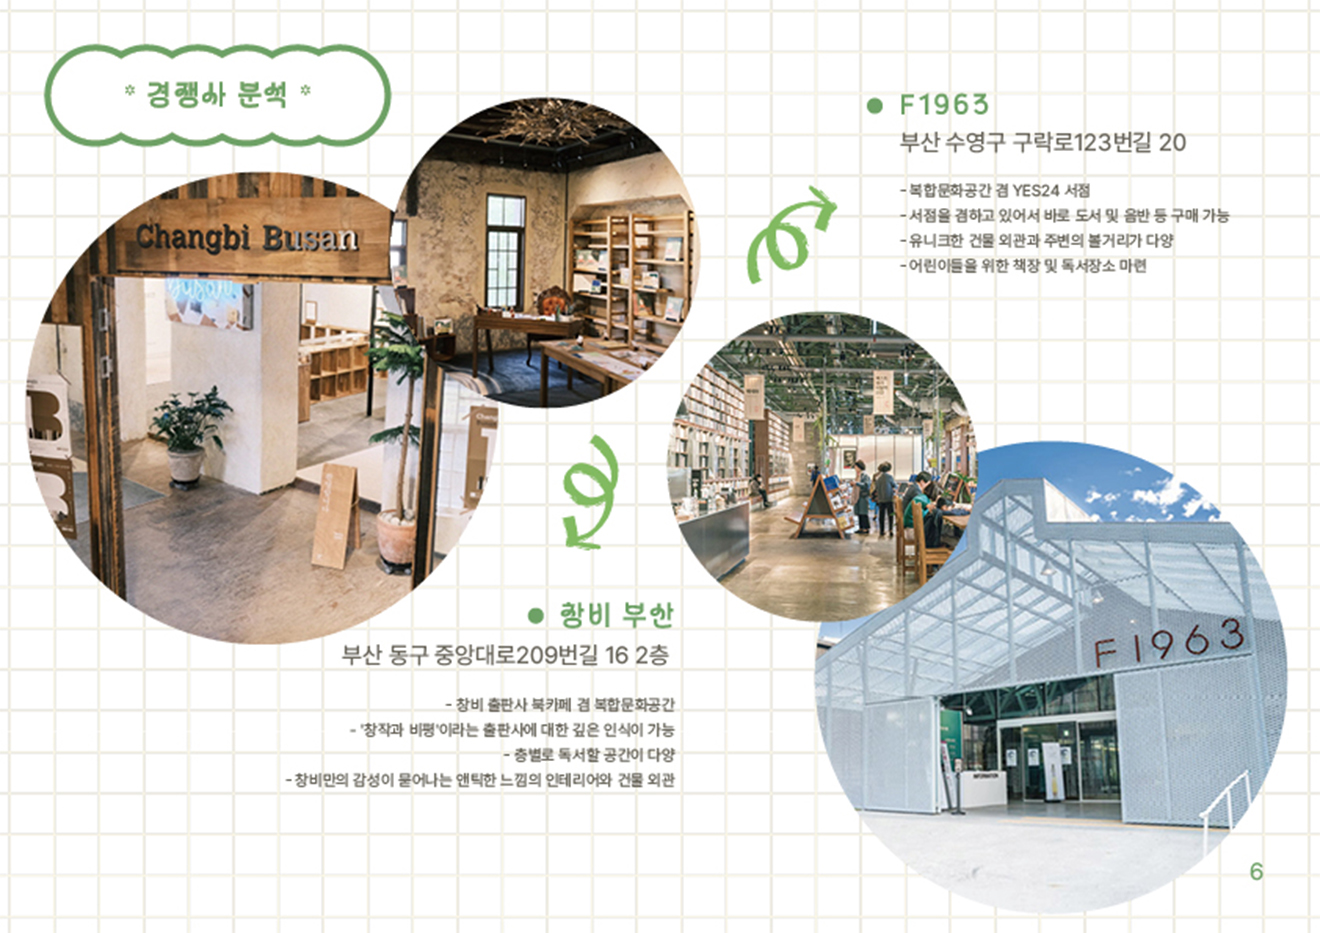 * 경쟁사 분석 *
Changbi Busan
Busan
● F1963
부산 수영구 구락로123번길 20
- 복합문화공간 겸 YES24 서점
- 서점을 겸하고 있어서 바로 도서 및 음반 등 구매 가능
- 유니크한 건물 외관과 주변의 볼거리가 다양
- 어린이들을 위한 책장 및 독서장소 마련
● 창비 부산
부산 동구 중앙대로209번길 16 2층
- 창비 출판사 북카페 겸 복합문화공간
- '창작과 비평'이라는 출판사에 대한 깊은 인식이 가능
- 층별로 독서할 공간이 다양
- 창비만의 감성이 묻어나는 앤틱한 느낌의 인테리어와 건물 외관
F1963
INFORMATION
6